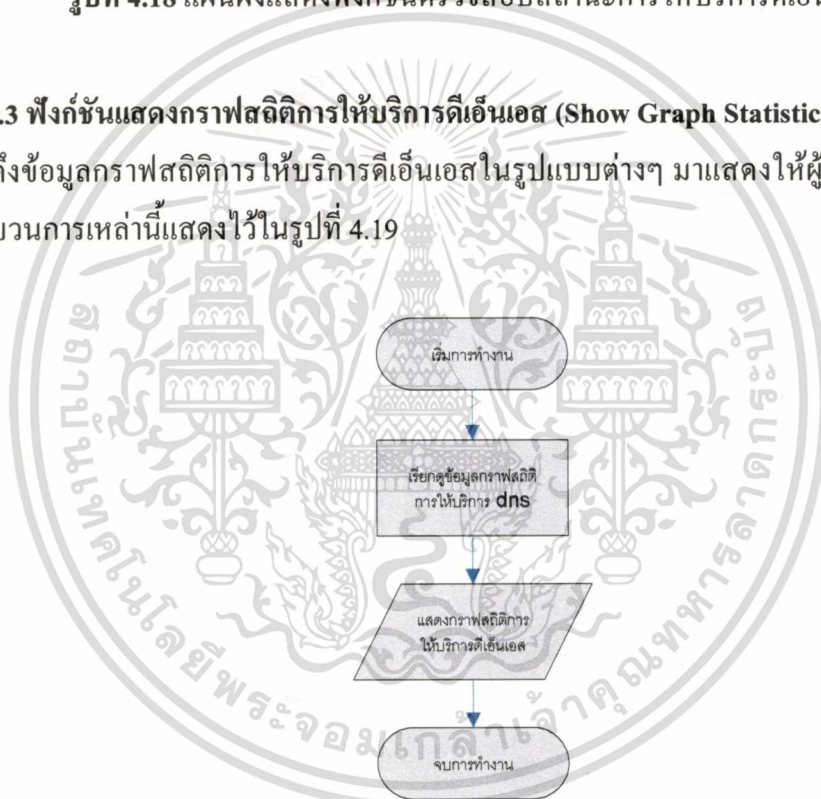 รูปที่ 4.18 แผนผังแสดงฟังก์ชันตรวจสอบสถานะการให้บริการดีเอ็น
.3 ฟังก์ชันแสดงกราฟสถิติการให้บริการดีเอ็นเอส (Show Graph Statistic
ถึงข้อมูลกราฟสถิติการให้บริการดีเอ็นเอสในรูปแบบต่างๆ มาแสดงให้ผู้
บวนการเหล่านี้แสดงไว้ในรูปที่ 4.19
เริ่มการทำงาน
เรียกดูข้อมูลกราฟสถิติ
การให้บริการ dns
แสดงกราฟสถิติการ
ให้บริการดีเอ็นเอส
จบการทำงาน
สถาบันเทคโนโลยีพระจอมเกล้าเจ้าคุณทหารลาดกระบัง